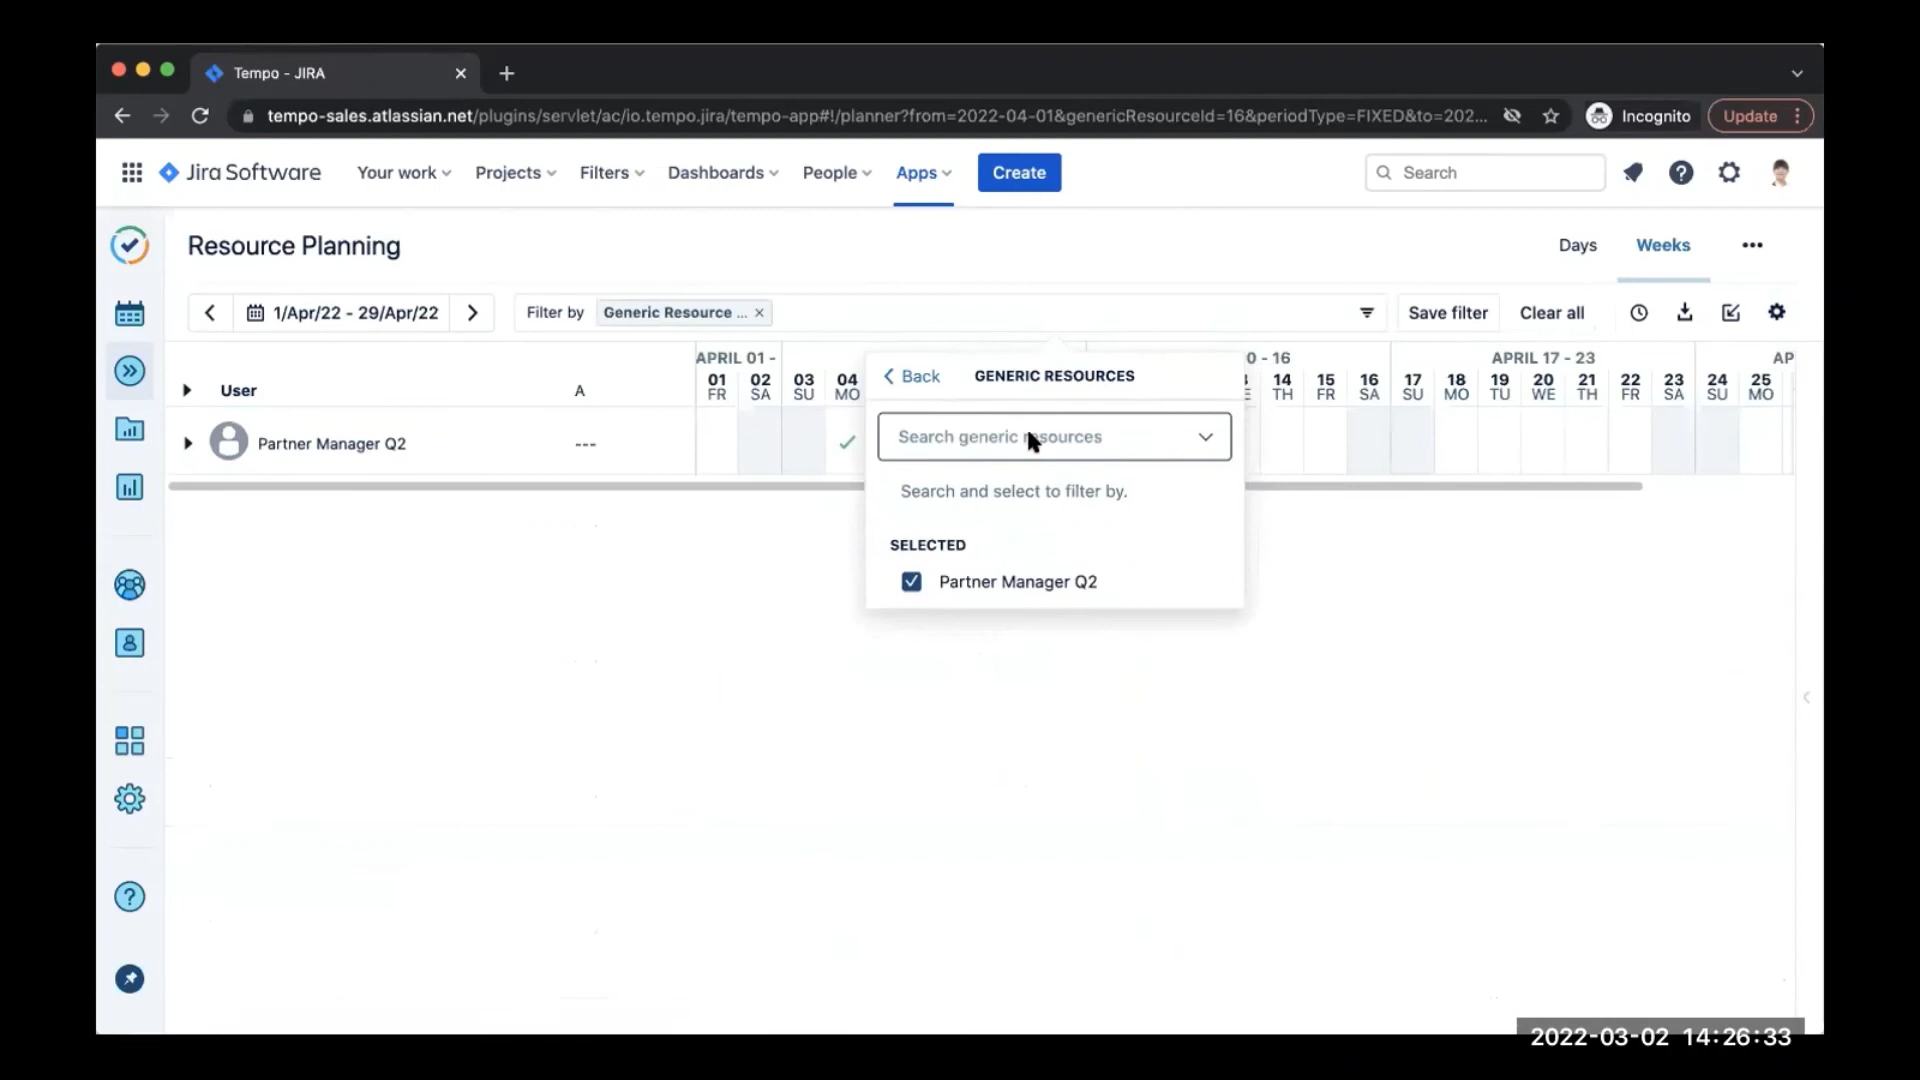 Tempo - JIRA
tempo-sales.atlassian.net/plugins/servlet/ac/io.tempo.jira/tempo-app#!/planner?from=2022-04-01&genericResourceId=16&periodType=FIXED&to=202...
Incognito
Update
Jira Software
Your work
Projects
Filters
Dashboards
People
Apps
Create
Search
Resource Planning
Days
Weeks
1/Apr/22 - 29/Apr/22
Filter by
Generic Resource ...
Save filter
Clear all
APRIL 01 -
0 - 16
APRIL 17 - 23
AP
User
A
01 02 03 04 14 15 16 17 18 19 20 21 22 23 24 25
FR SA SU MO E TH FR SA SU MO TU WE TH FR SA SU MO
Partner Manager Q2
---
Back
GENERIC RESOURCES
Search generic resources
Search and select to filter by.
SELECTED
Partner Manager Q2
2022-03-02 14:26:33